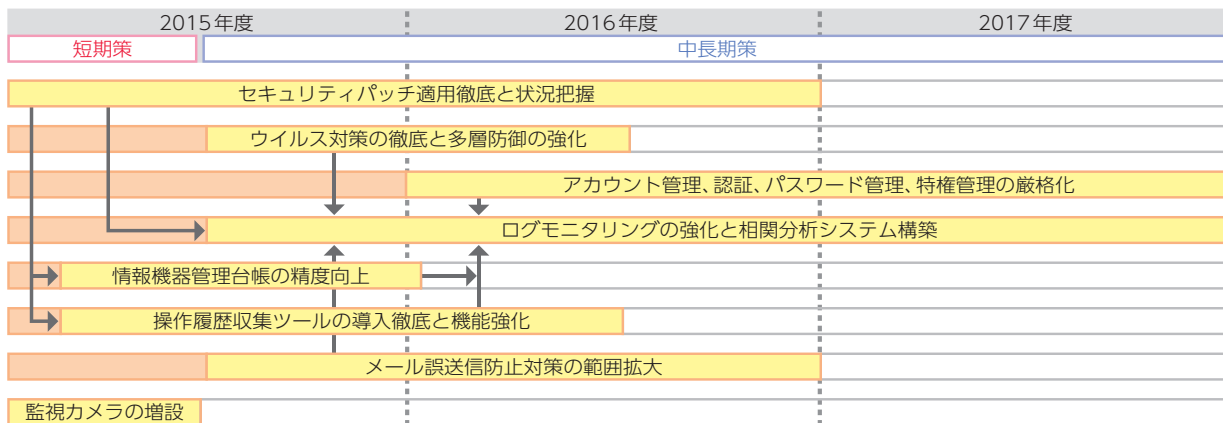 2015年度
2016年度
2017年度
短期策
中長期策
セキュリティパッチ適用徹底と状況把握
ウイルス対策の徹底と多層防御の強化
アカウント管理、認証、パスワード管理、特権管理の厳格化
ログモニタリングの強化と相関分析システム構築
情報機器管理台帳の精度向上
操作履歴収集ツールの導入徹底と機能強化
メール誤送信防止対策の範囲拡大
監視カメラの増設